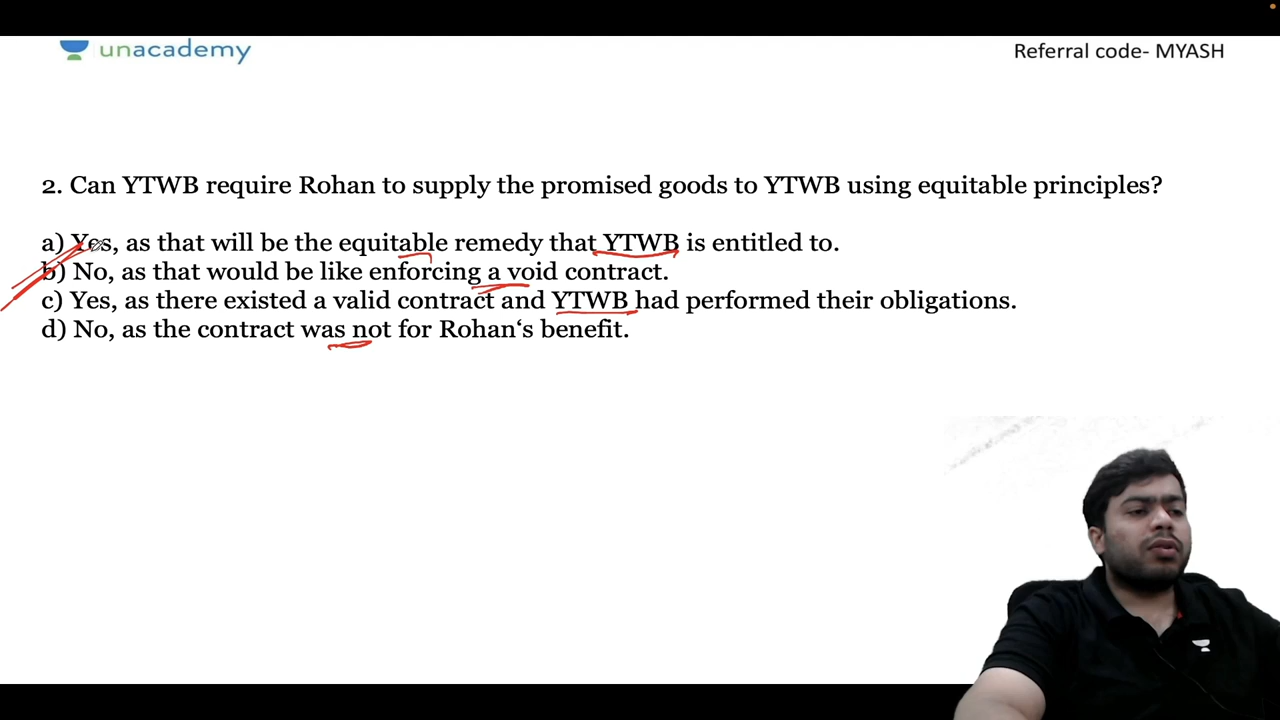 unacademy
Referral code- MYASH
2. Can YTWB require Rohan to supply the promised goods to YTWB using equitable principles?
a) Yes, as that will be the equitable remedy that YTWB is entitled to.
b) No, as that would be like enforcing a void contract.
c) Yes, as there existed a valid contract and YTWB had performed their obligations.
d) No, as the contract was not for Rohan‘s benefit.